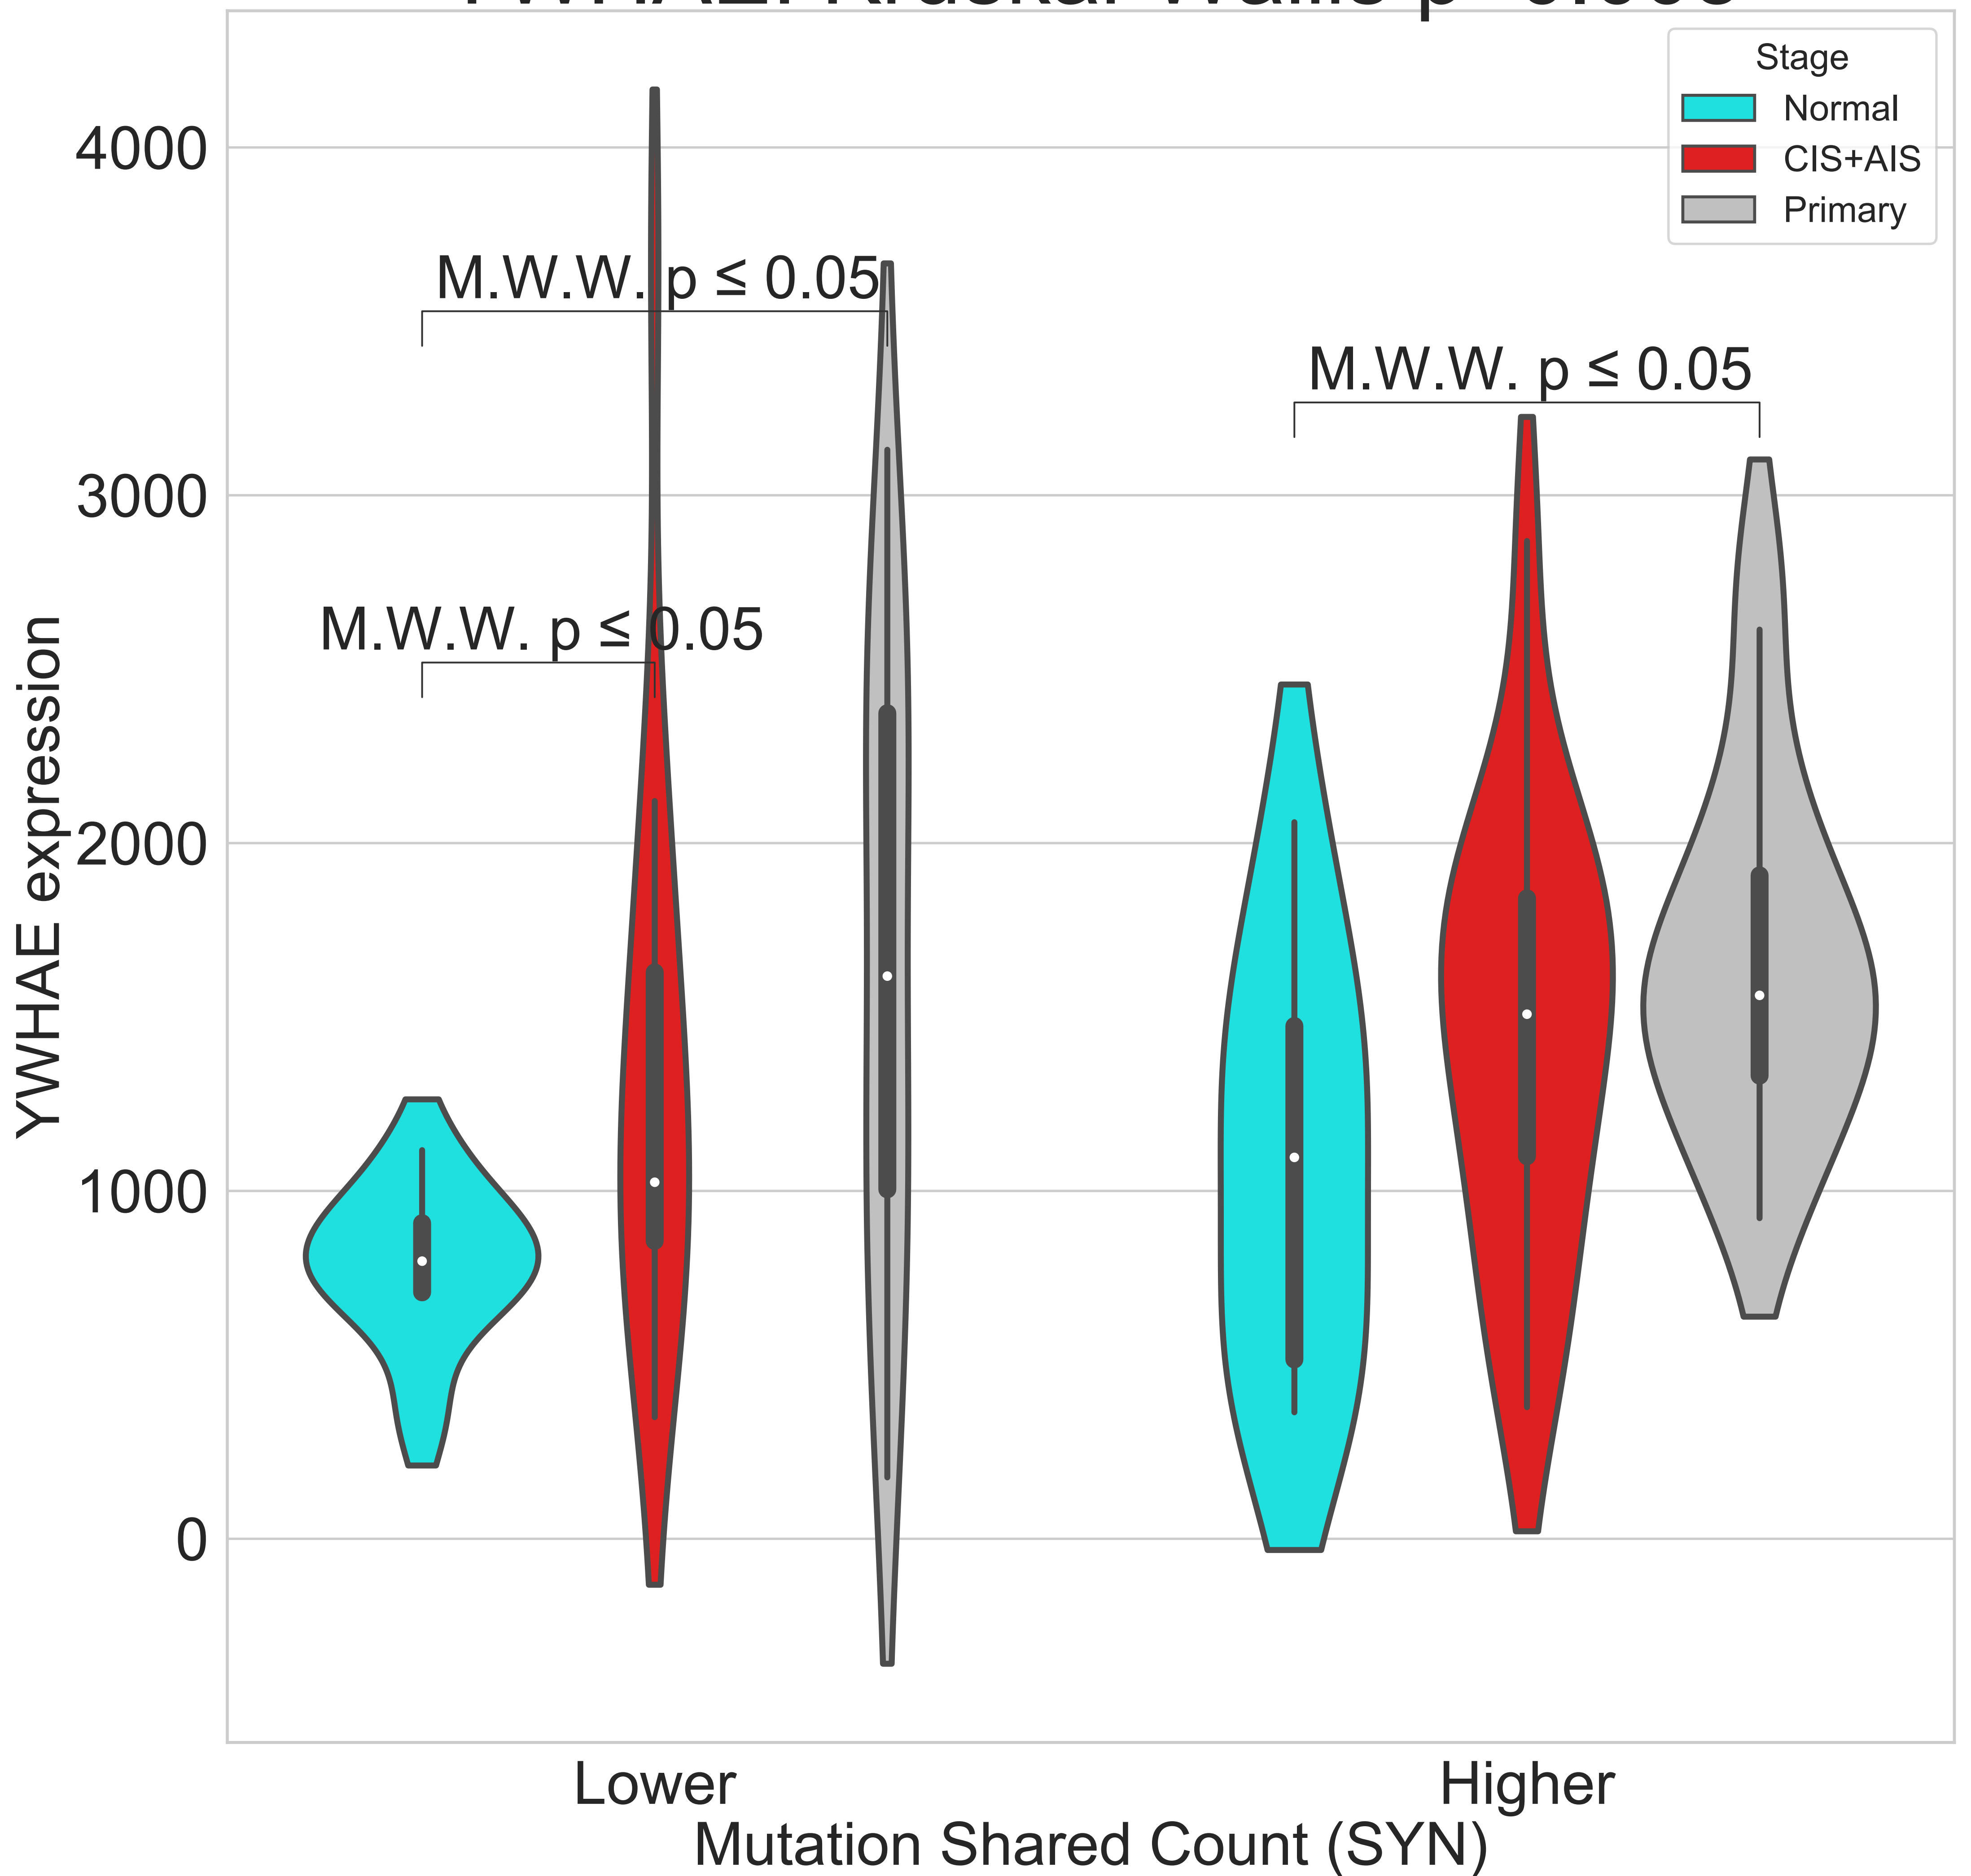 Stage
Normal
CIS+AIS
Primary
4000
3000
2000
1000
0
YWHAE expression
M.W.W. p ≤ 0.05
M.W.W. p ≤ 0.05
M.W.W. p ≤ 0.05
Lower
Higher
Mutation Shared Count (SYN)